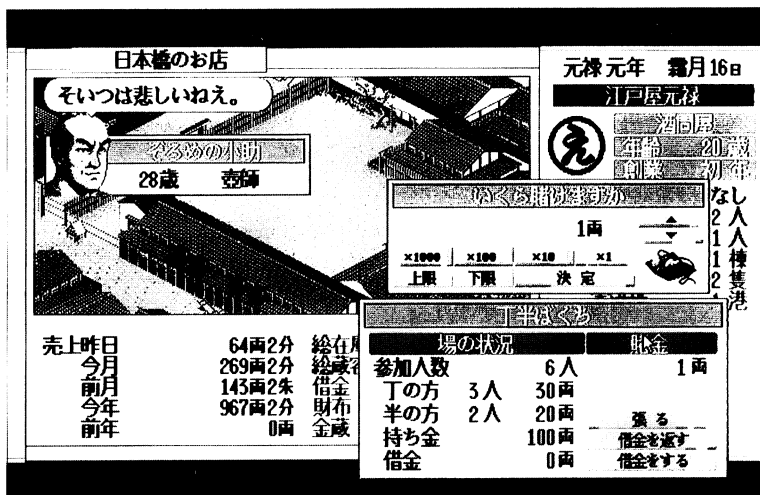 日本橋のお店
そいつは悲しいねえ。
ぞろめの小助
28歳 壺師
元禄元年 霜月16日
江戸屋元禄
え
酒問屋
年齢 20歳
創業 初年
なし
2人
1人
1棟
2隻
港
いくら賭けますか
1両
×1000 ×100 ×10 ×1
上限 下限 決定
丁半ばくち
場の状況 賭金
参加人数 6人 1両
丁の方 3人 30両
半の方 2人 20両
持ち金 100両
借金 0両
張る
借金を返す
借金をする
売上昨日 64両2分 総在庫
今月 269両2分 総蔵容
前月 143両2朱 借金
今年 967両2分 財布
前年 0両 金蔵